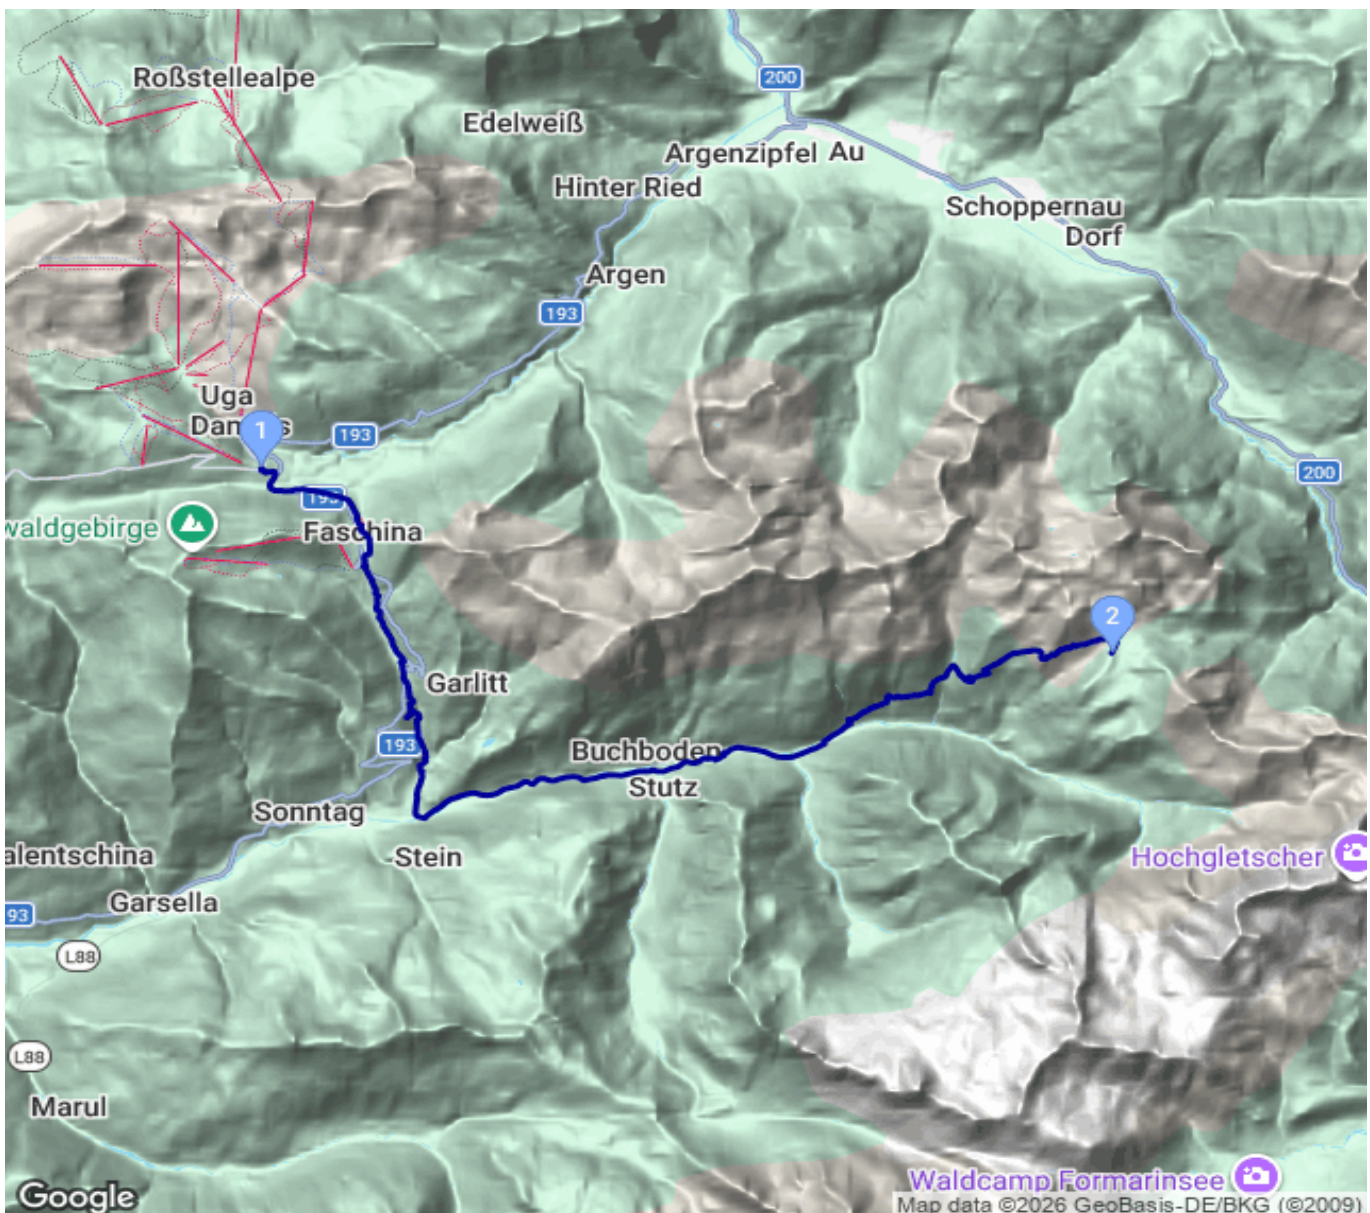 200
Roßstellealpe
Edelweiß
Argenzipfel Au
Hinter Ried
Schoppernau
Dorf
Argen
193
Uga
1
193
200
193
waldgebirge
Faschina
2
Garlitt
193
Buchboden
Stutz
Sonntag
alentschina
Stein
Hochgletscher
Garsella
93
L88
L88
Marul
Waldcamp Formarinsee
Google
Map data ©2026 GeoBasis-DE/BKG (©2009)